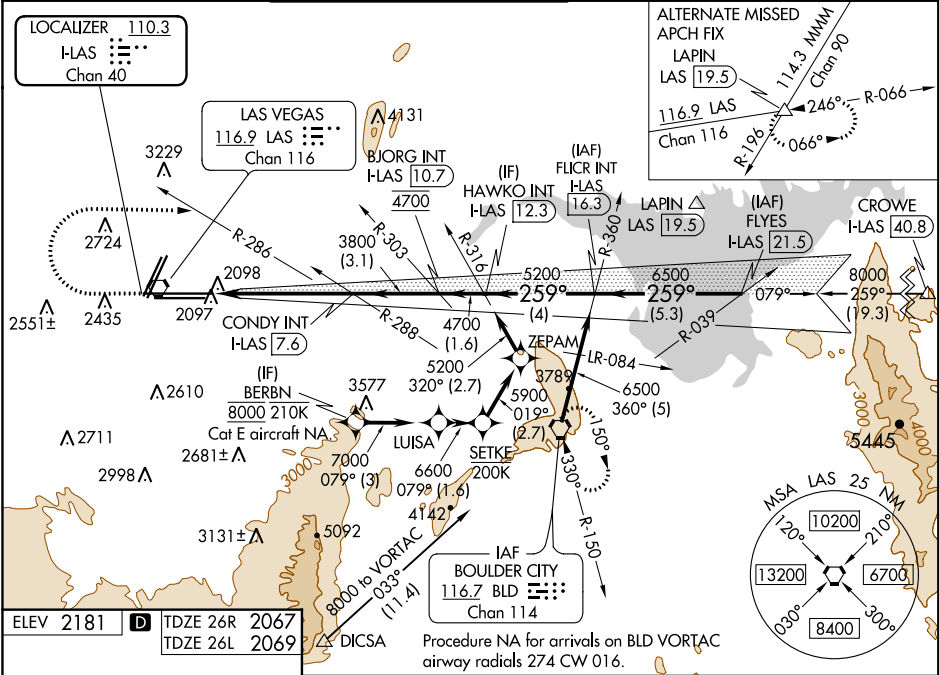 LOCALIZER 110.3
I-LAS
Chan 40
LAS VEGAS
116.9 LAS
Chan 116
4131
3229
2724
2551±
2435
2098
2097
BJORG INT
I-LAS 10.7
4700
(IF)
HAWKO INT
I-LAS 12.3
(IAF)
FLICR INT
I-LAS
16.3
LAPIN
LAS 19.5
(IAF)
FLYES
I-LAS 21.5
CROWE
I-LAS 40.8
ALTERNATE MISSED
APCH FIX
LAPIN
LAS 19.5
114.3 MMM
Chan 90
116.9 LAS
Chan 116
246°
R-066
066°
R-196
R-286
R-303
R-316
R-360
3800
(3.1)
5200
259°
(4)
6500
259°
(5.3)
079°
8000
259°
(19.3)
R-039
CONDY INT
I-LAS 7.6
R-288
4700
(1.6)
5200
320° (2.7)
ZEPAM
LR-084
3789
6500
360° (5)
5900
019°
(2.7)
(IF)
BERBN
8000 210K
Cat E aircraft NA.
3577
LUISA
SETKE
200K
7000
079° (3)
6600
079° (1.6)
4142
150°
330°
R-150
2610
2711
2681±
2998
3131±
3000
5092
8000 to VORTAC
033°
(11.4)
DICSA
IAF
BOULDER CITY
116.7 BLD
Chan 114
Procedure NA for arrivals on BLD VORTAC
airway radials 274 CW 016.
3000
4000
5445
3000
MSA LAS 25 NM
120°
10200
210°
13200
6700
030°
8400
300°
ELEV 2181
D
TDZE 26R 2067
TDZE 26L 2069